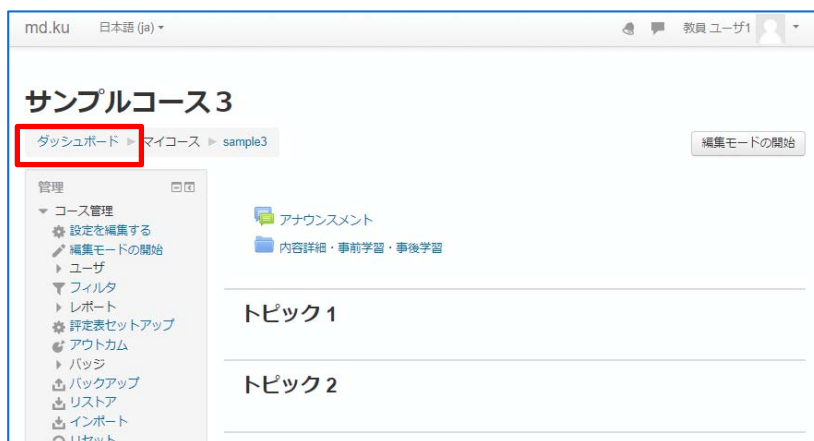 md.ku 日本語 (ja) 教員 ユーザ1
サンプルコース３
ダッシュボード ▶ マイコース ▶ sample3
編集モードの開始
管理
コース管理
設定を編集する
編集モードの開始
ユーザ
フィルタ
レポート
評定表セットアップ
アウトカム
バッジ
バックアップ
リストア
インポート
リセット
アナウンスメント
内容詳細・事前学習・事後学習
トピック 1
トピック 2